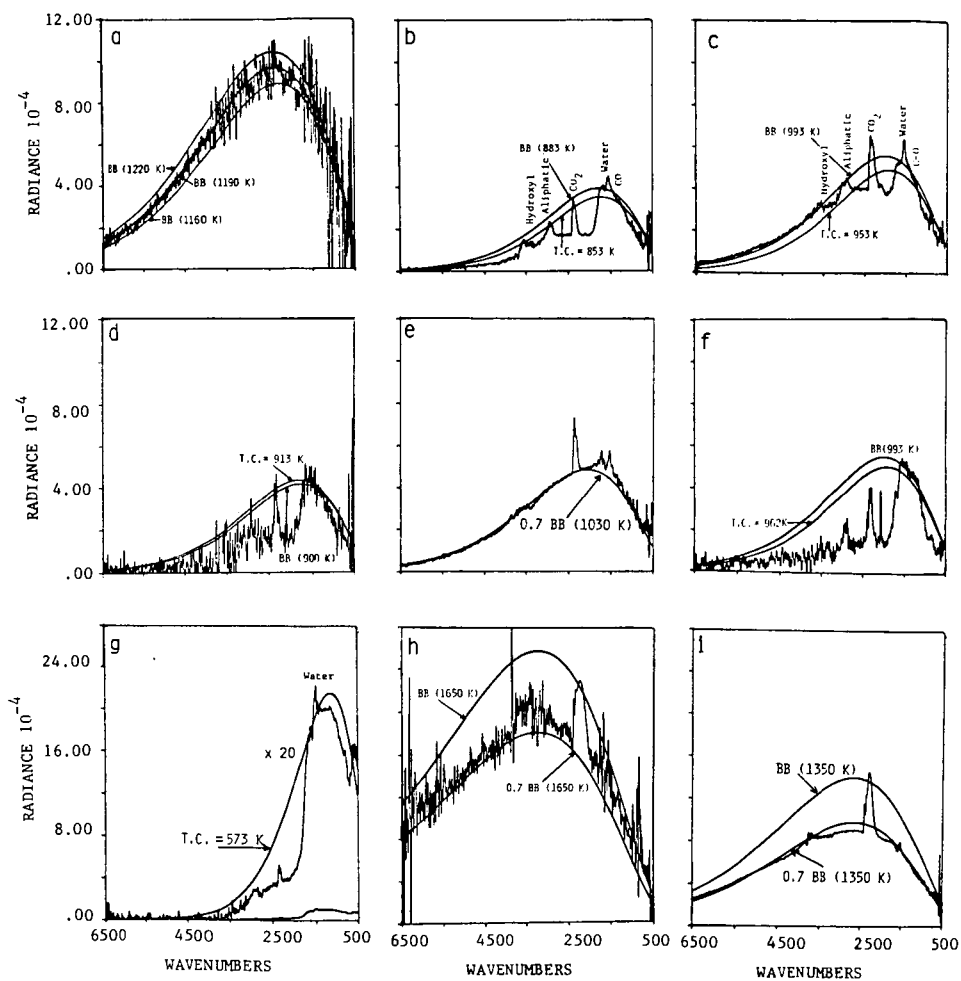 12.00
RADIANCE 10-4
8.00
4.00
.00
a
BB (1220 K)
BB (1190 K)
BB (1160 K)
b
BB (883 K)
Hydroxyl
Aliphatic
CO2
Water
CO
T.C. = 853 K
c
BB (993 K)
Hydroxyl
Aliphatic
CO2
Water
C-O
T.C. = 953 K
12.00
RADIANCE 10-4
8.00
4.00
.00
d
T.C. = 913 K
BB (900 K)
e
0.7 BB (1030 K)
f
BB(993 K)
T.C. = 962K
24.00
RADIANCE 10-4
16.00
8.00
.00
g
Water
x 20
T.C. = 573 K
h
BB (1650 K)
0.7 BB (1650 K)
i
BB (1350 K)
0.7 BB (1350 K)
6500 4500 2500 500
WAVENUMBERS
6500 4500 2500 500
WAVENUMBERS
6500 4500 2500 500
WAVENUMBERS